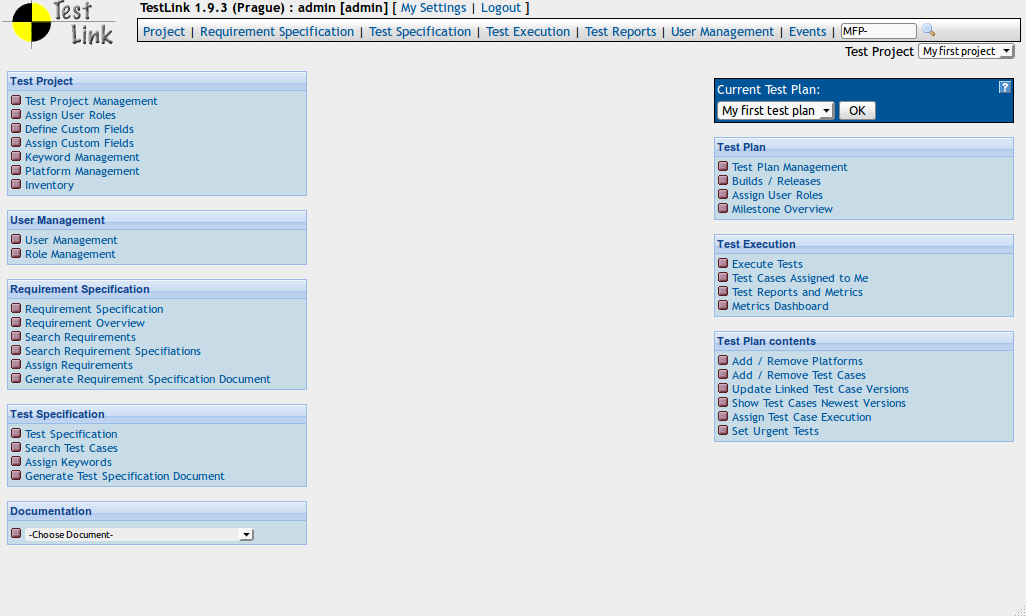 Test
Link
TestLink 1.9.3 (Prague) : admin [admin] [ My Settings | Logout ]
Project | Requirement Specification | Test Specification | Test Execution | Test Reports | User Management | Events | MFP-
Test Project My first project
Test Project
Test Project Management
Assign User Roles
Define Custom Fields
Assign Custom Fields
Keyword Management
Platform Management
Inventory
User Management
User Management
Role Management
Requirement Specification
Requirement Specification
Requirement Overview
Search Requirements
Search Requirement Specifiations
Assign Requirements
Generate Requirement Specification Document
Test Specification
Test Specification
Search Test Cases
Assign Keywords
Generate Test Specification Document
Documentation
-Choose Document-
Current Test Plan: ?
My first test plan OK
Test Plan
Test Plan Management
Builds / Releases
Assign User Roles
Milestone Overview
Test Execution
Execute Tests
Test Cases Assigned to Me
Test Reports and Metrics
Metrics Dashboard
Test Plan contents
Add / Remove Platforms
Add / Remove Test Cases
Update Linked Test Case Versions
Show Test Cases Newest Versions
Assign Test Case Execution
Set Urgent Tests